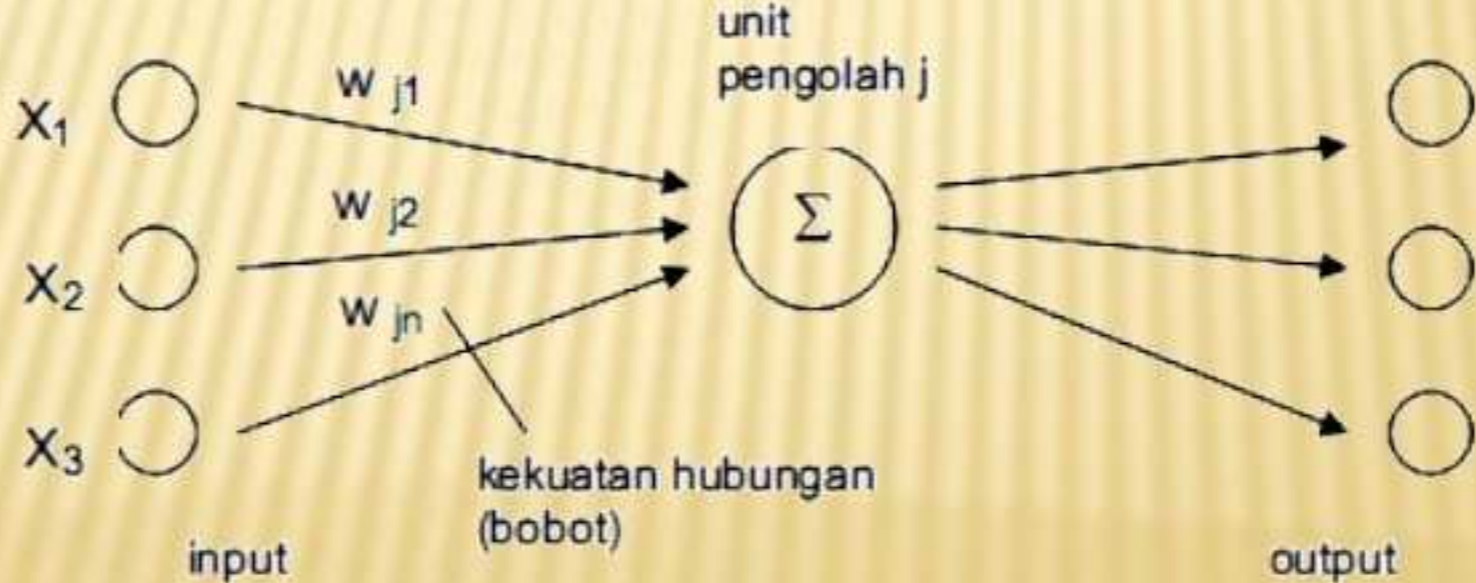 unit
pengolah j
X₁
W j1
W j2
Σ
X₂
W jn
X₃
kekuatan hubungan
(bobot)
input
output